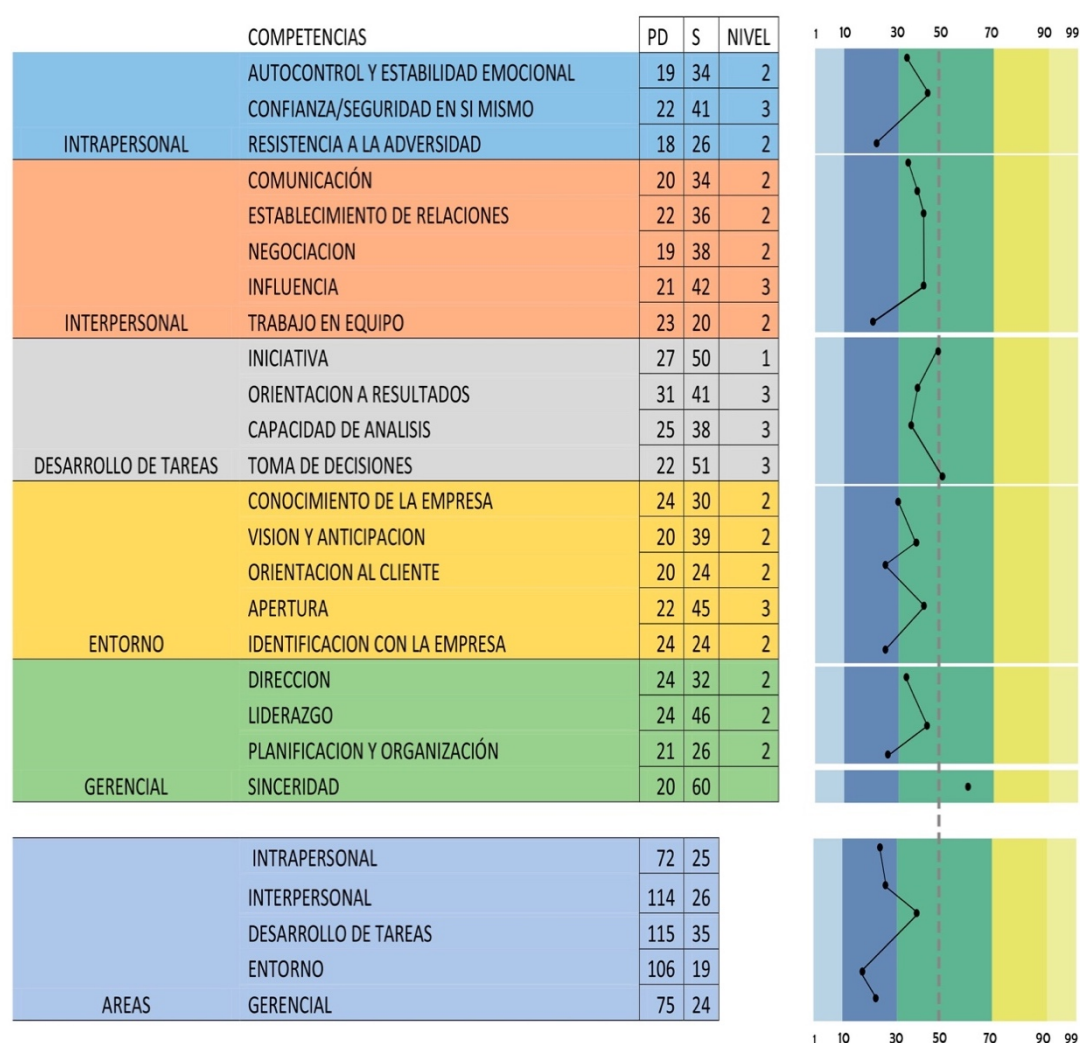 COMPETENCIAS PD S NIVEL 1 10 30 50 70 90 99
AUTOCONTROL Y ESTABILIDAD EMOCIONAL 19 34 2
CONFIANZA/SEGURIDAD EN SI MISMO 22 41 3
INTRAPERSONAL RESISTENCIA A LA ADVERSIDAD 18 26 2
COMUNICACIÓN 20 34 2
ESTABLECIMIENTO DE RELACIONES 22 36 2
NEGOCIACION 19 38 2
INFLUENCIA 21 42 3
INTERPERSONAL TRABAJO EN EQUIPO 23 20 2
INICIATIVA 27 50 1
ORIENTACION A RESULTADOS 31 41 3
CAPACIDAD DE ANALISIS 25 38 3
DESARROLLO DE TAREAS TOMA DE DECISIONES 22 51 3
CONOCIMIENTO DE LA EMPRESA 24 30 2
VISION Y ANTICIPACION 20 39 2
ORIENTACION AL CLIENTE 20 24 2
APERTURA 22 45 3
ENTORNO IDENTIFICACION CON LA EMPRESA 24 24 2
DIRECCION 24 32 2
LIDERAZGO 24 46 2
PLANIFICACION Y ORGANIZACIÓN 21 26 2
GERENCIAL SINCERIDAD 20 60
INTRAPERSONAL 72 25
INTERPERSONAL 114 26
DESARROLLO DE TAREAS 115 35
ENTORNO 106 19
AREAS GERENCIAL 75 24
1 10 30 50 70 90 99